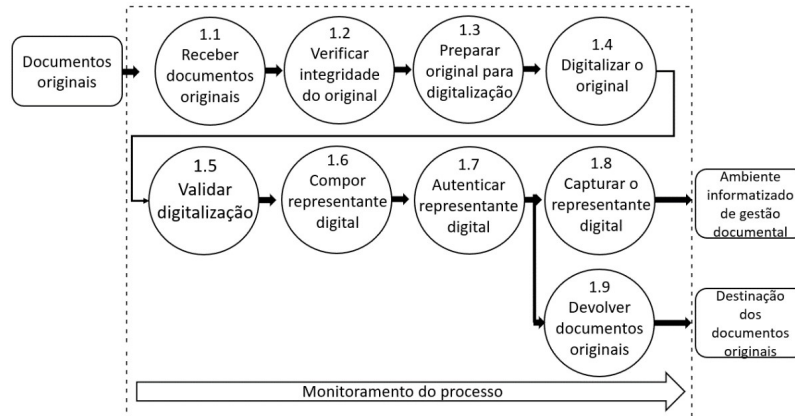 Documentos
originais
1.1
Receber
documentos
originais
1.2
Verificar
integridade
do original
1.3
Preparar
original para
digitalização
1.4
Digitalizar o
original
1.5
Validar
digitalização
1.6
Compor
representante
digital
1.7
Autenticar
representante
digital
1.8
Capturar o
representante
digital
Ambiente
informatizado
de gestão
documental
1.9
Devolver
documentos
originais
Destinação
dos
documentos
originais
Monitoramento do processo